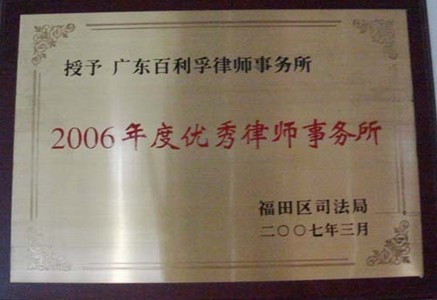 授予 广东百利孚律师事务所
2006年度优秀律师事务所
福田区司法局
二〇〇七年三月